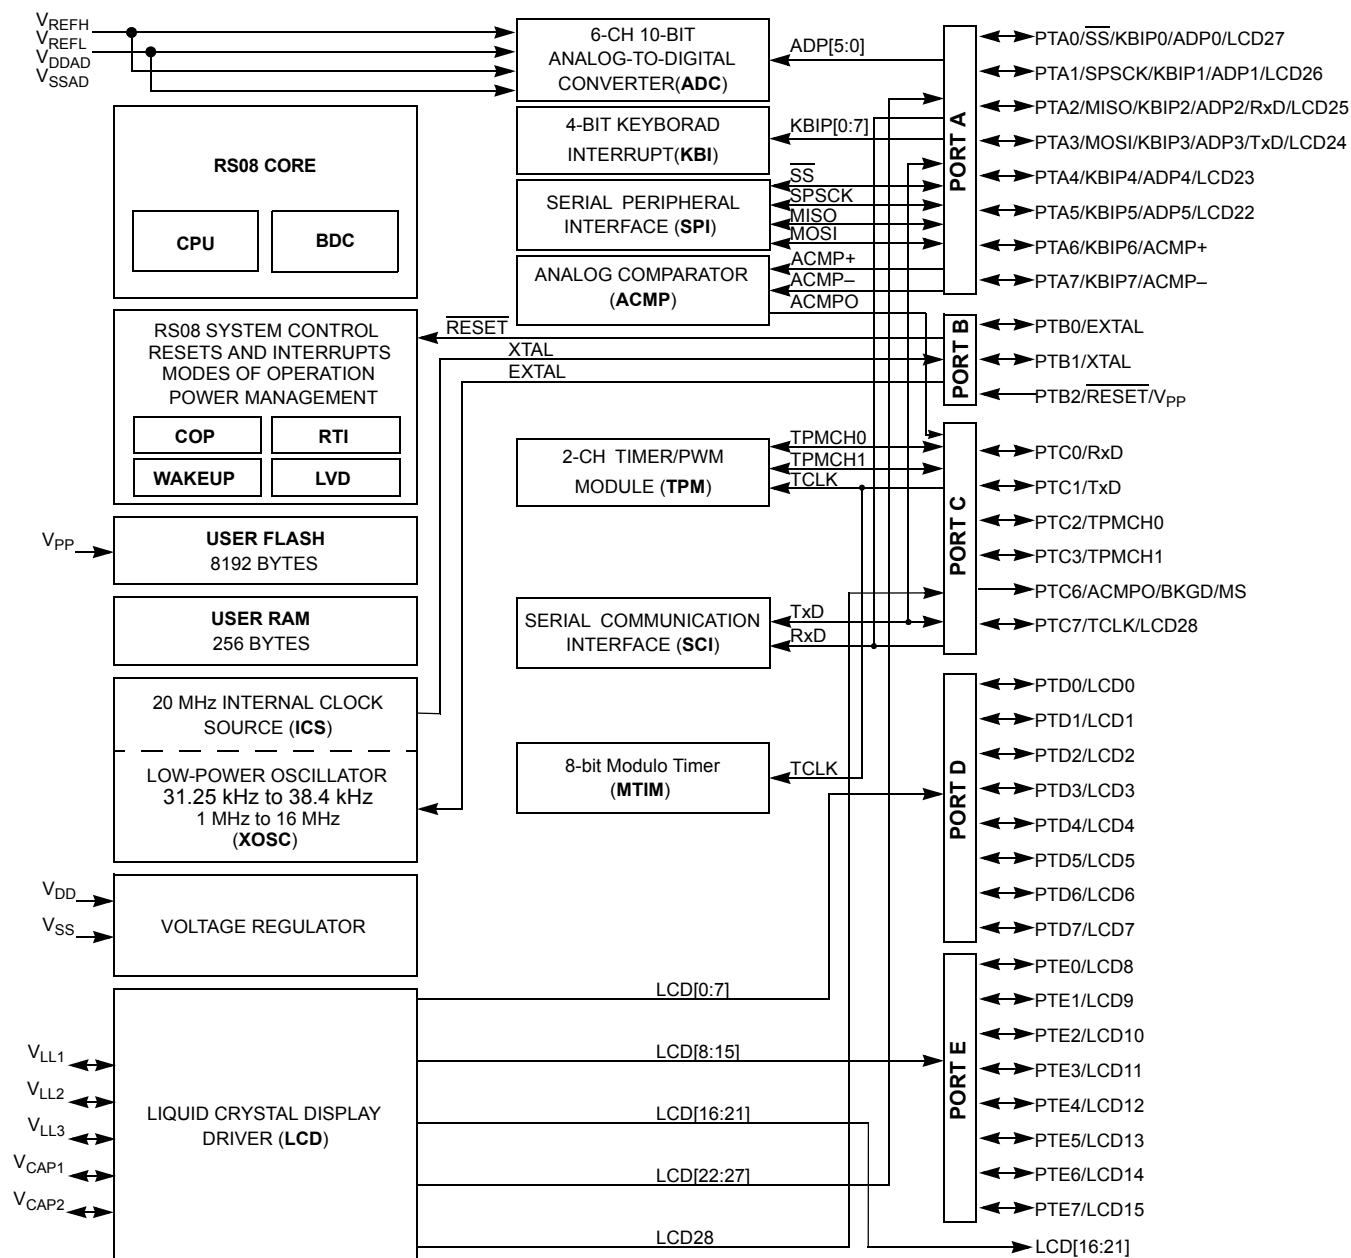 VREFH
VREFL
VDDAD
VSSAD
6-CH 10-BIT
ANALOG-TO-DIGITAL
CONVERTER(ADC)
ADP[5:0]
4-BIT KEYBORAD
INTERRUPT(KBI)
KBIP[0:7]
SERIAL PERIPHERAL
INTERFACE (SPI)
SS
SPSCK
MISO
MOSI
ANALOG COMPARATOR
(ACMP)
ACMP+
ACMP–
ACMPO
RS08 CORE
CPU
BDC
RS08 SYSTEM CONTROL
RESETS AND INTERRUPTS
MODES OF OPERATION
POWER MANAGEMENT
COP
RTI
WAKEUP
LVD
RESET
XTAL
EXTAL
2-CH TIMER/PWM
MODULE (TPM)
TPMCH0
TPMCH1
TCLK
VPP
USER FLASH
8192 BYTES
USER RAM
256 BYTES
SERIAL COMMUNICATION
INTERFACE (SCI)
TxD
RxD
20 MHz INTERNAL CLOCK
SOURCE (ICS)
LOW-POWER OSCILLATOR
31.25 kHz to 38.4 kHz
1 MHz to 16 MHz
(XOSC)
8-bit Modulo Timer
(MTIM)
TCLK
VDD
VSS
VOLTAGE REGULATOR
VLL1
VLL2
VLL3
VCAP1
VCAP2
LIQUID CRYSTAL DISPLAY
DRIVER (LCD)
LCD[0:7]
LCD[8:15]
LCD[16:21]
LCD[22:27]
LCD28
PORT A
PTA0/SS/KBIP0/ADP0/LCD27
PTA1/SPSCK/KBIP1/ADP1/LCD26
PTA2/MISO/KBIP2/ADP2/RxD/LCD25
PTA3/MOSI/KBIP3/ADP3/TxD/LCD24
PTA4/KBIP4/ADP4/LCD23
PTA5/KBIP5/ADP5/LCD22
PTA6/KBIP6/ACMP+
PTA7/KBIP7/ACMP–
PORT B
PTB0/EXTAL
PTB1/XTAL
PTB2/RESET/VPP
PORT C
PTC0/RxD
PTC1/TxD
PTC2/TPMCH0
PTC3/TPMCH1
PTC6/ACMPO/BKGD/MS
PTC7/TCLK/LCD28
PORT D
PTD0/LCD0
PTD1/LCD1
PTD2/LCD2
PTD3/LCD3
PTD4/LCD4
PTD5/LCD5
PTD6/LCD6
PTD7/LCD7
PORT E
PTE0/LCD8
PTE1/LCD9
PTE2/LCD10
PTE3/LCD11
PTE4/LCD12
PTE5/LCD13
PTE6/LCD14
PTE7/LCD15
LCD[16:21]